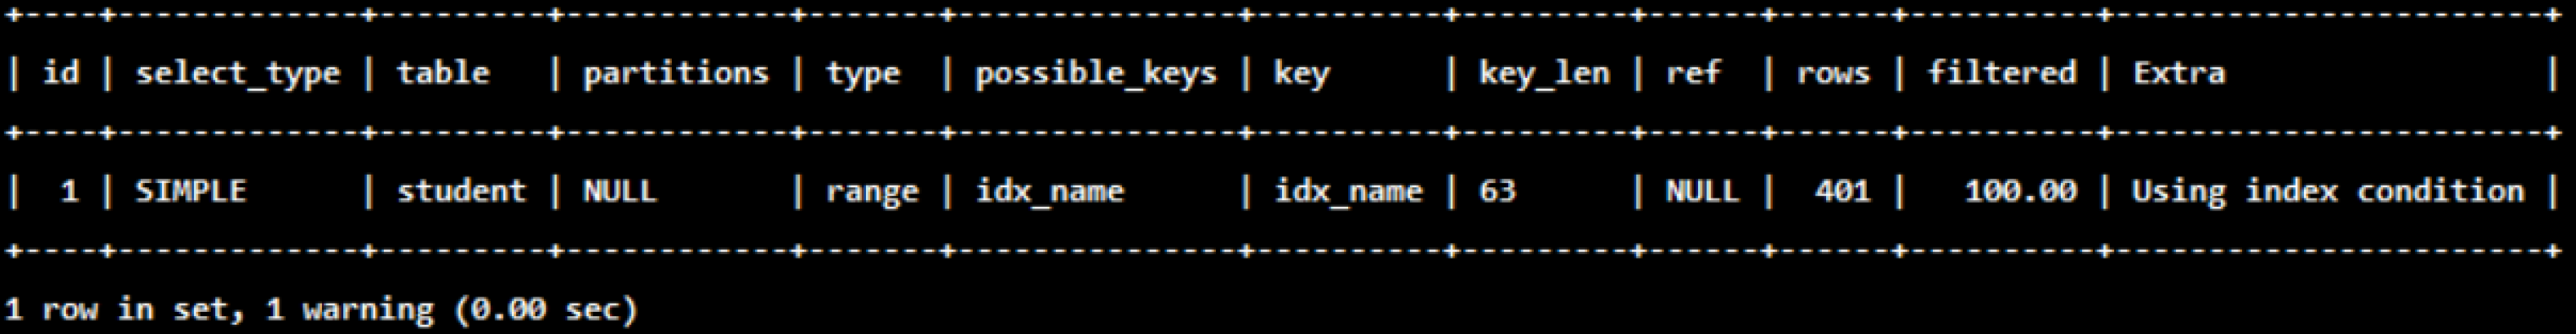 +----+-------------+---------+------------+-------+---------------+----------+---------+------+------+----------+-----------------------+
| id | select_type | table   | partitions | type  | possible_keys | key      | key_len | ref  | rows | filtered | Extra                 |
+----+-------------+---------+------------+-------+---------------+----------+---------+------+------+----------+-----------------------+
|  1 | SIMPLE      | student | NULL       | range | idx_name      | idx_name | 63      | NULL |  401 |   100.00 | Using index condition |
+----+-------------+---------+------------+-------+---------------+----------+---------+------+------+----------+-----------------------+
1 row in set, 1 warning (0.00 sec)